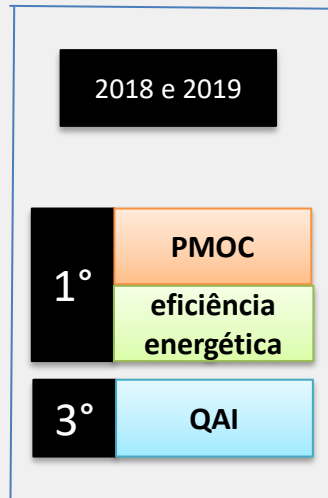 2018 e 2019
1°
PMOC
eficiência
energética
3°
QAI